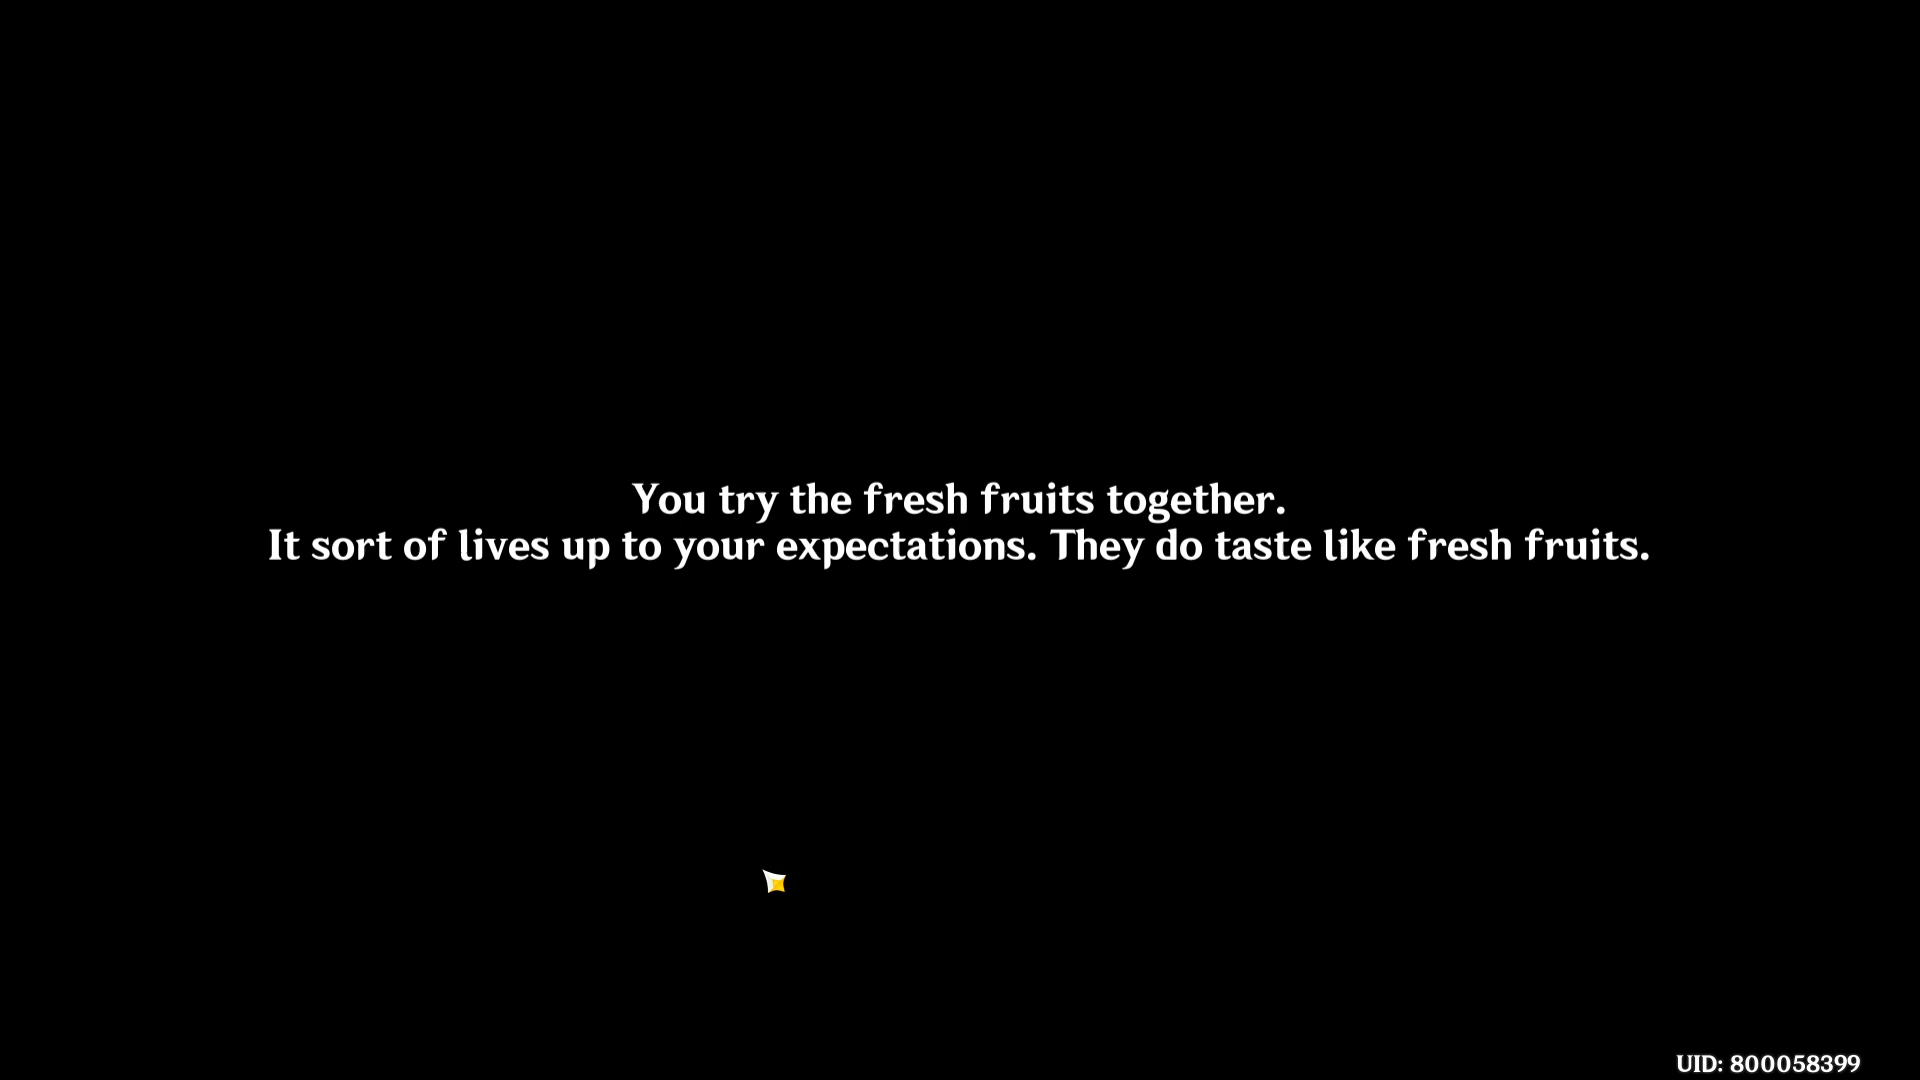 You try the fresh fruits together.
It sort of lives up to your expectations. They do taste like fresh fruits.
UID: 800058399